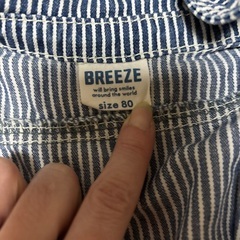 BREEZE
will bring smiles
around the world
size 80